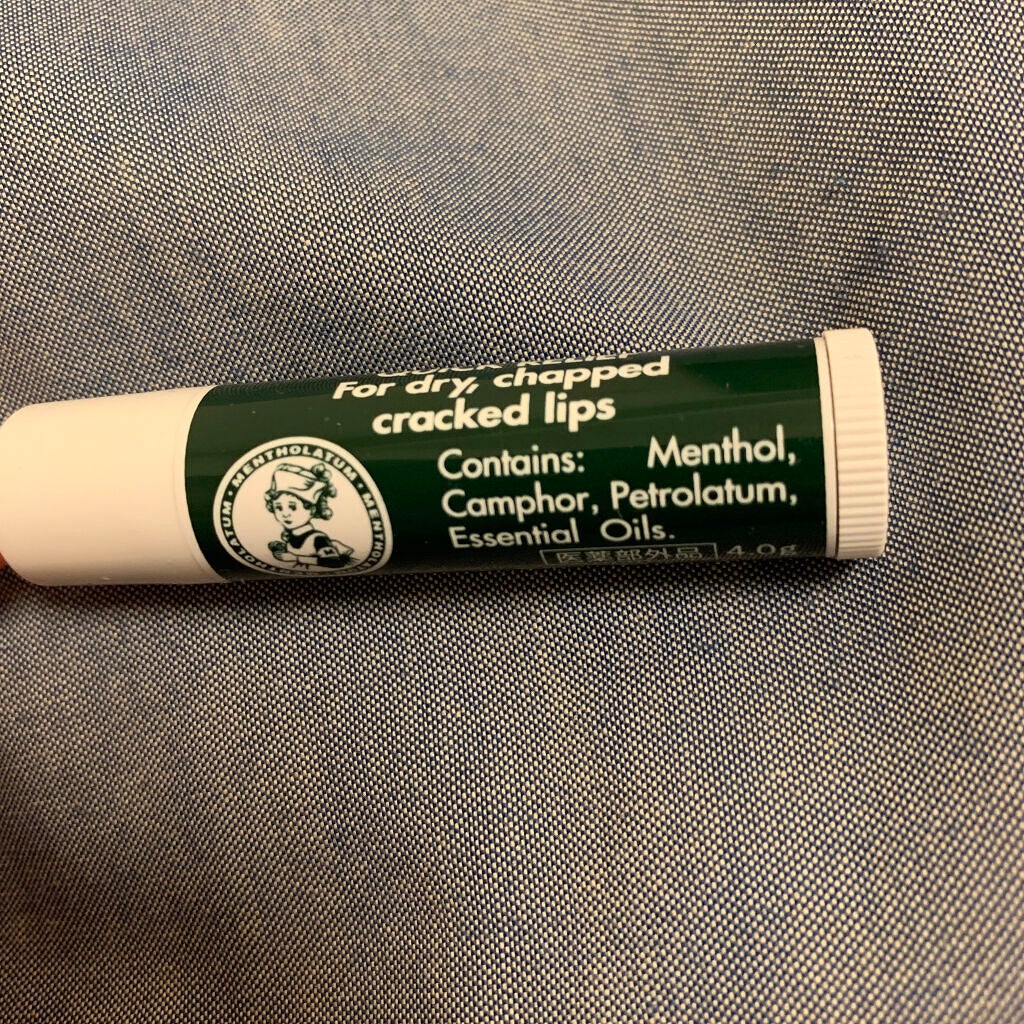 For dry, chapped
cracked lips
Contains: Menthol,
Camphor, Petrolatum,
Essential Oils.
医薬部外品 4.0g
MENTHOLATUM · MENTHOLATUM